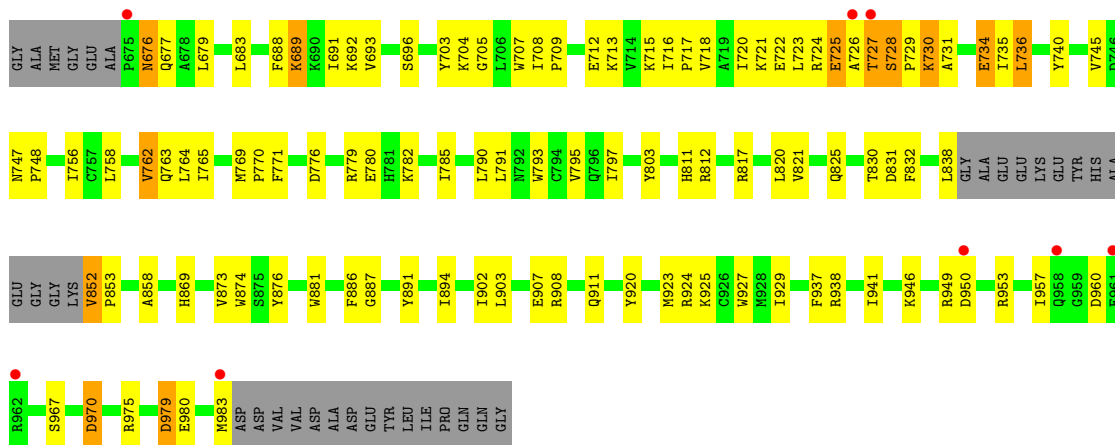 GLY ALA MET GLY GLU ALA P675 N676 Q677 A678 L679 L683 F688 K689 K690 I691 K692 V693 S696 Y703 K704 G705 L706 W707 I708 P709 E712 K713 V714 K715 I716 P717 V718 A719 I720 K721 E722 L723 R724 E725 A726 T727 S728 P729 K730 A731 E734 I735 L736 Y740 V745 D746
N747 P748 I756 C757 L758 V762 Q763 L764 I765 M769 P770 F771 D776 R779 E780 H781 K782 I785 L790 L791 N792 W793 C794 V795 Q796 I797 Y803 H811 R812 R817 L820 V821 Q825 T830 D831 F832 L838 GLY ALA GLU GLU LYS GLU TYR HIS ALA
GLU GLY GLY LYS V852 P853 A858 H869 V873 W874 S875 Y876 W881 F886 G887 Y891 I894 I902 L903 E907 R908 Q911 Y920 M923 R924 K925 C926 W927 M928 I929 F937 R938 I941 K946 R949 D950 R953 I957 Q958 G959 D960 E961
R962 S967 D970 R975 D979 E980 M983 ASP ASP VAL VAL ASP ALA ASP GLU TYR LEU ILE PRO GLN GLN GLY